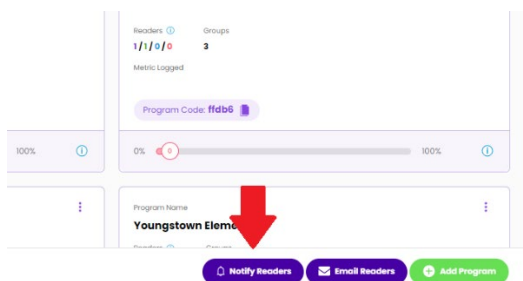 Readers Groups
1/1/0/0 3
Metric Logged
Program Code: ffdb6
100%
0% 0 100%
Program Name
Youngstown Eleme
Notify Readers Email Readers Add Program